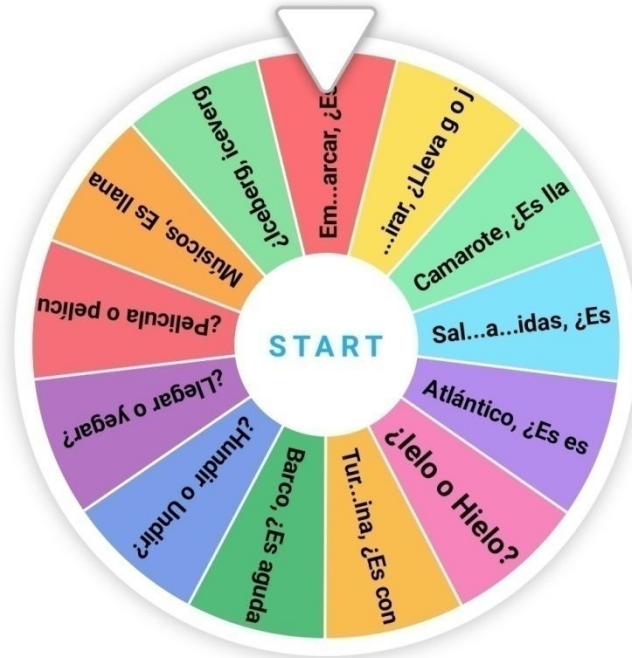 Em...arcar, ¿Es
...irar, ¿Lleva g o j
Camarote, ¿Es lla
Sal...a...idas, ¿Es
Atlántico, ¿Es es
¿Ielo o Hielo?
Tur...ina, ¿Es con
Barco, ¿Es aguda
¿Hundir o Undir?
¿Llegar o yegar?
¿Pelicula o pelícu
Músicos, Es llana
¿Iceberg, iceverg
START